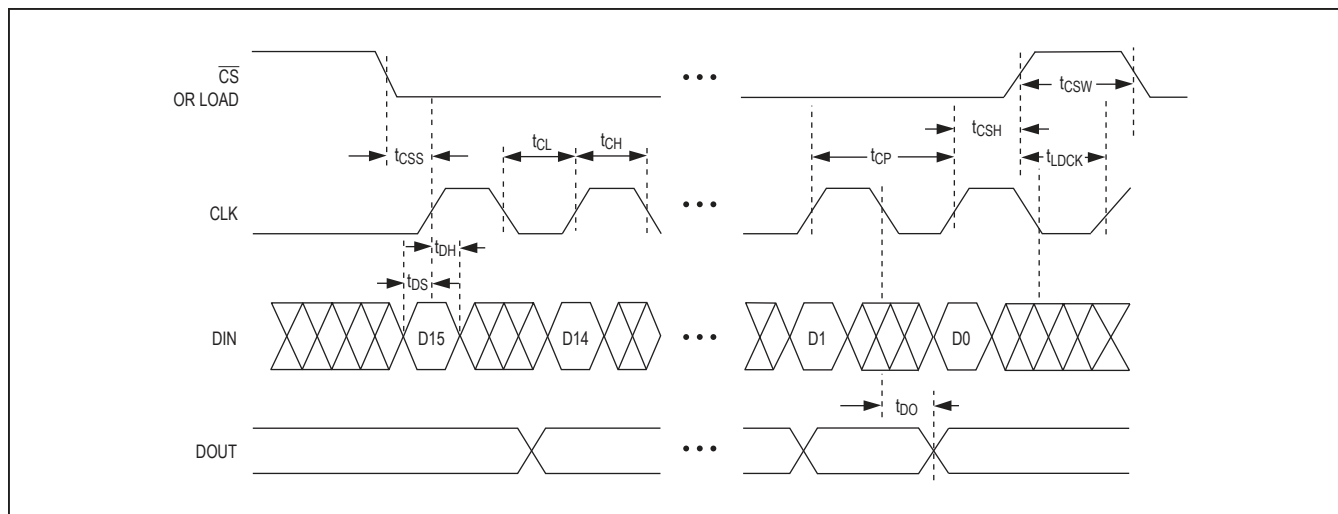 CS
OR LOAD
• • •
tCSW
tCSH
tCSS
tCL
tCH
tCP
tLDCK
CLK
• • •
tDH
tDS
DIN
D15
D14
• • •
D1
D0
tDO
DOUT
• • •